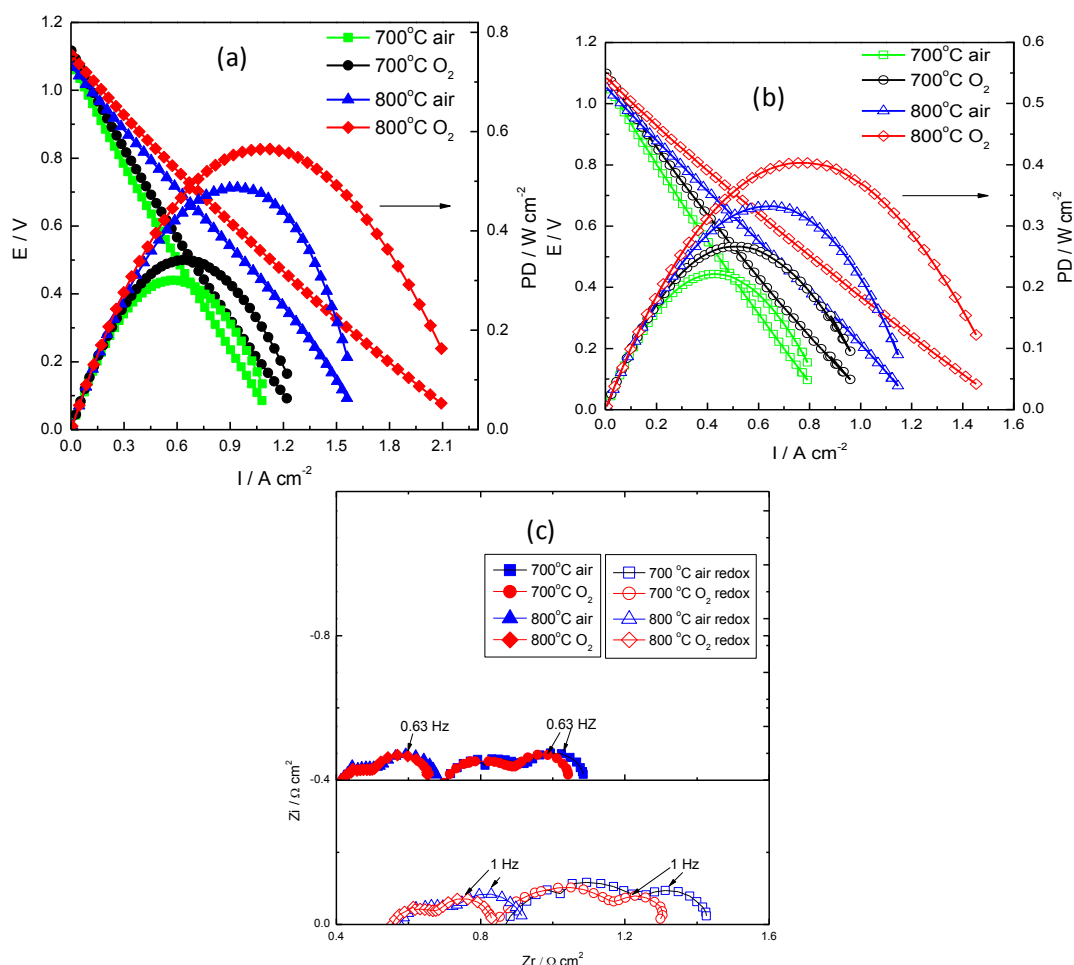 (a)
700°C air
700°C O₂
800°C air
800°C O₂
1.2
1.0
0.8
0.6
0.4
0.2
0.0
E / V
0.8
0.6
0.4
0.2
0.0
PD / W cm⁻²
0.0 0.3 0.6 0.9 1.2 1.5 1.8 2.1
I / A cm⁻²
(b)
700°C air
700°C O₂
800°C air
800°C O₂
1.2
1.0
0.8
0.6
0.4
0.2
0.0
E / V
0.6
0.5
0.4
0.3
0.2
0.1
0.0
PD / W cm⁻²
0.0 0.2 0.4 0.6 0.8 1.0 1.2 1.4 1.6
I / A cm⁻²
(c)
700°C air
700°C O₂
800°C air
800°C O₂
700 °C air redox
700 °C O₂ redox
800 °C air redox
800 °C O₂ redox
-0.8
-0.4
0.0
Zi / Ω cm²
0.63 Hz
0.63 HZ
1 Hz
1 Hz
0.4 0.8 1.2 1.6
Zr / Ω cm²